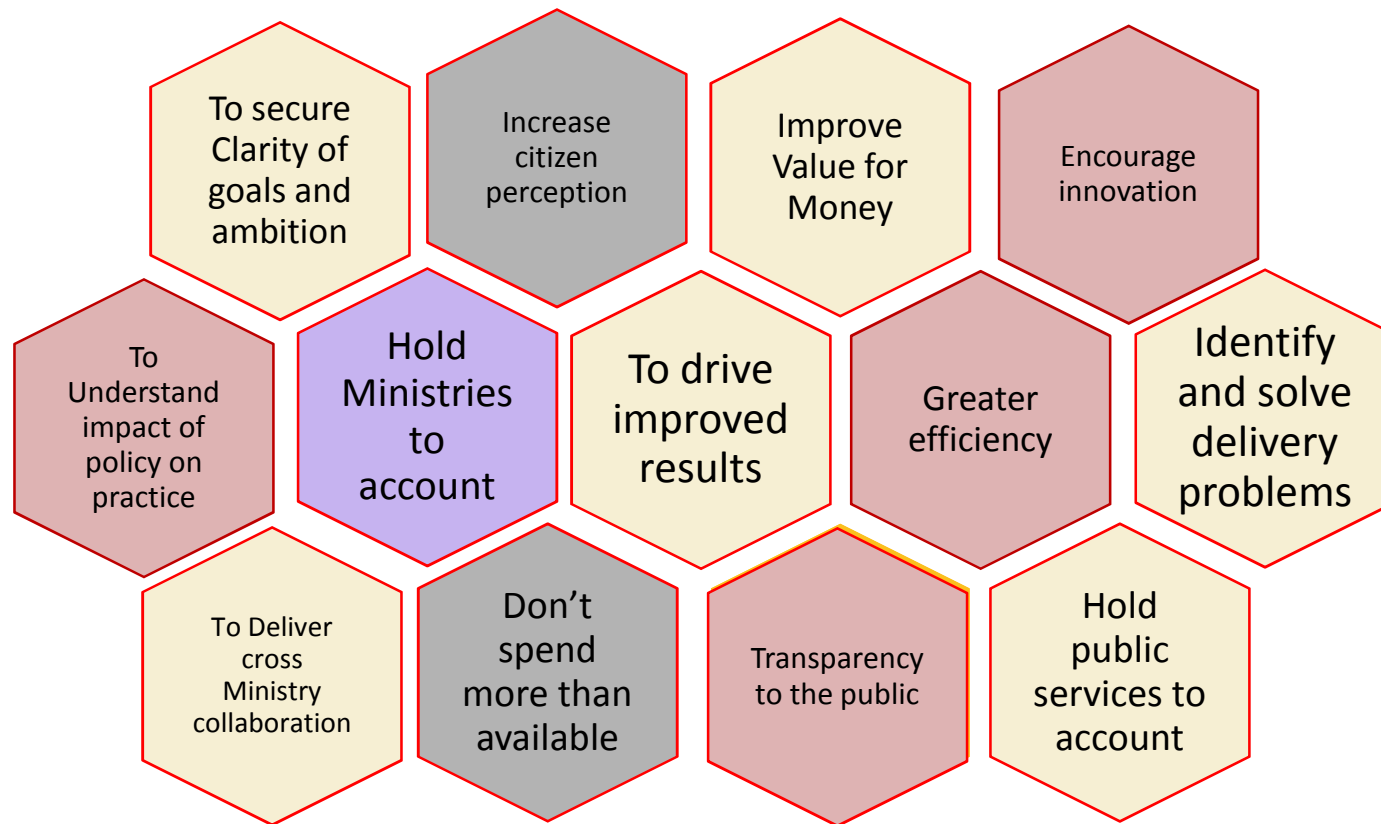 To secure
Clarity of
goals and
ambition
Increase
citizen
perception
Improve
Value for
Money
Encourage
innovation
To
Understand
impact of
policy on
practice
Hold
Ministries
to
account
To drive
improved
results
Greater
efficiency
Identify
and solve
delivery
problems
To Deliver
cross
Ministry
collaboration
Don’t
spend
more than
available
Transparency
to the public
Hold
public
services to
account